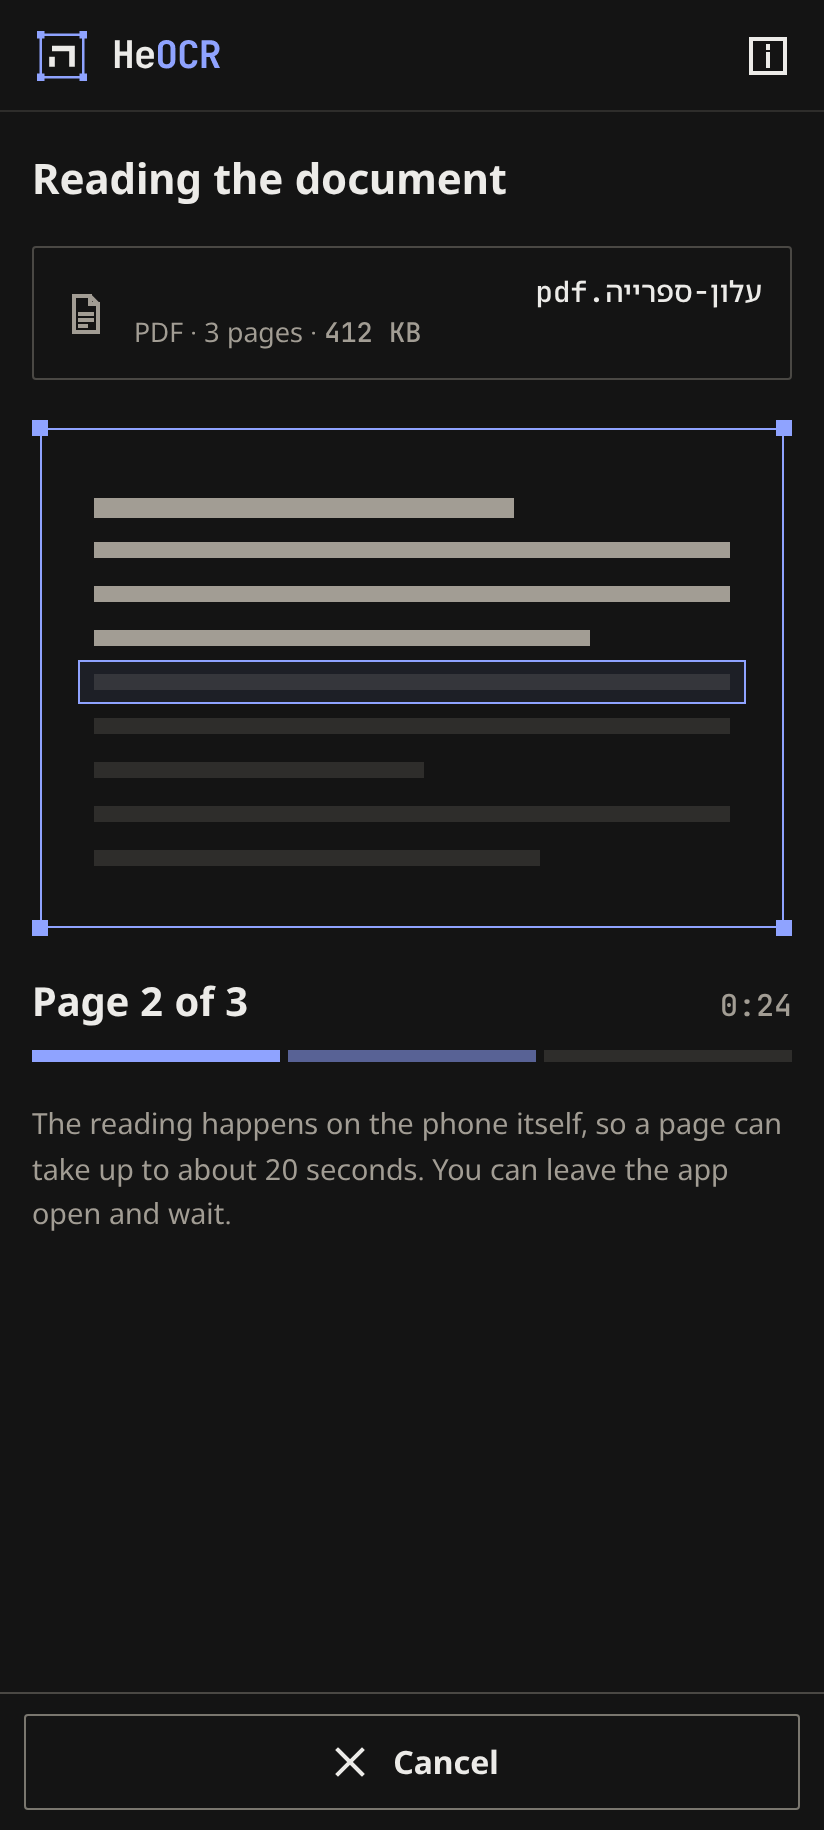 HeOCR
Reading the document
עלון-ספרייה.pdf
PDF · 3 pages · 412 KB
Page 2 of 3
0:24
The reading happens on the phone itself, so a page can
take up to about 20 seconds. You can leave the app
open and wait.
Cancel